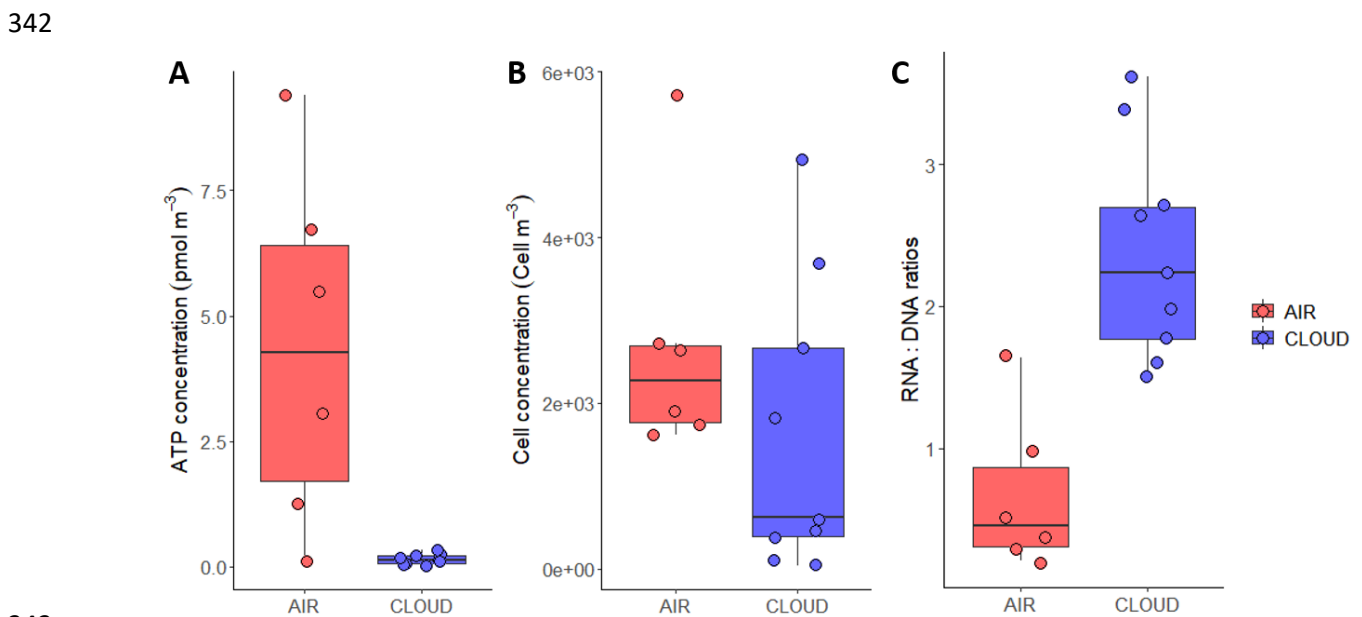 342
A
B
C
ATP concentration (pmol m⁻³)
7.5
5.0
2.5
0.0
AIR
CLOUD
Cell concentration (Cell m⁻³)
6e+03
4e+03
2e+03
0e+00
AIR
CLOUD
RNA : DNA ratios
3
2
1
AIR
CLOUD
AIR
CLOUD